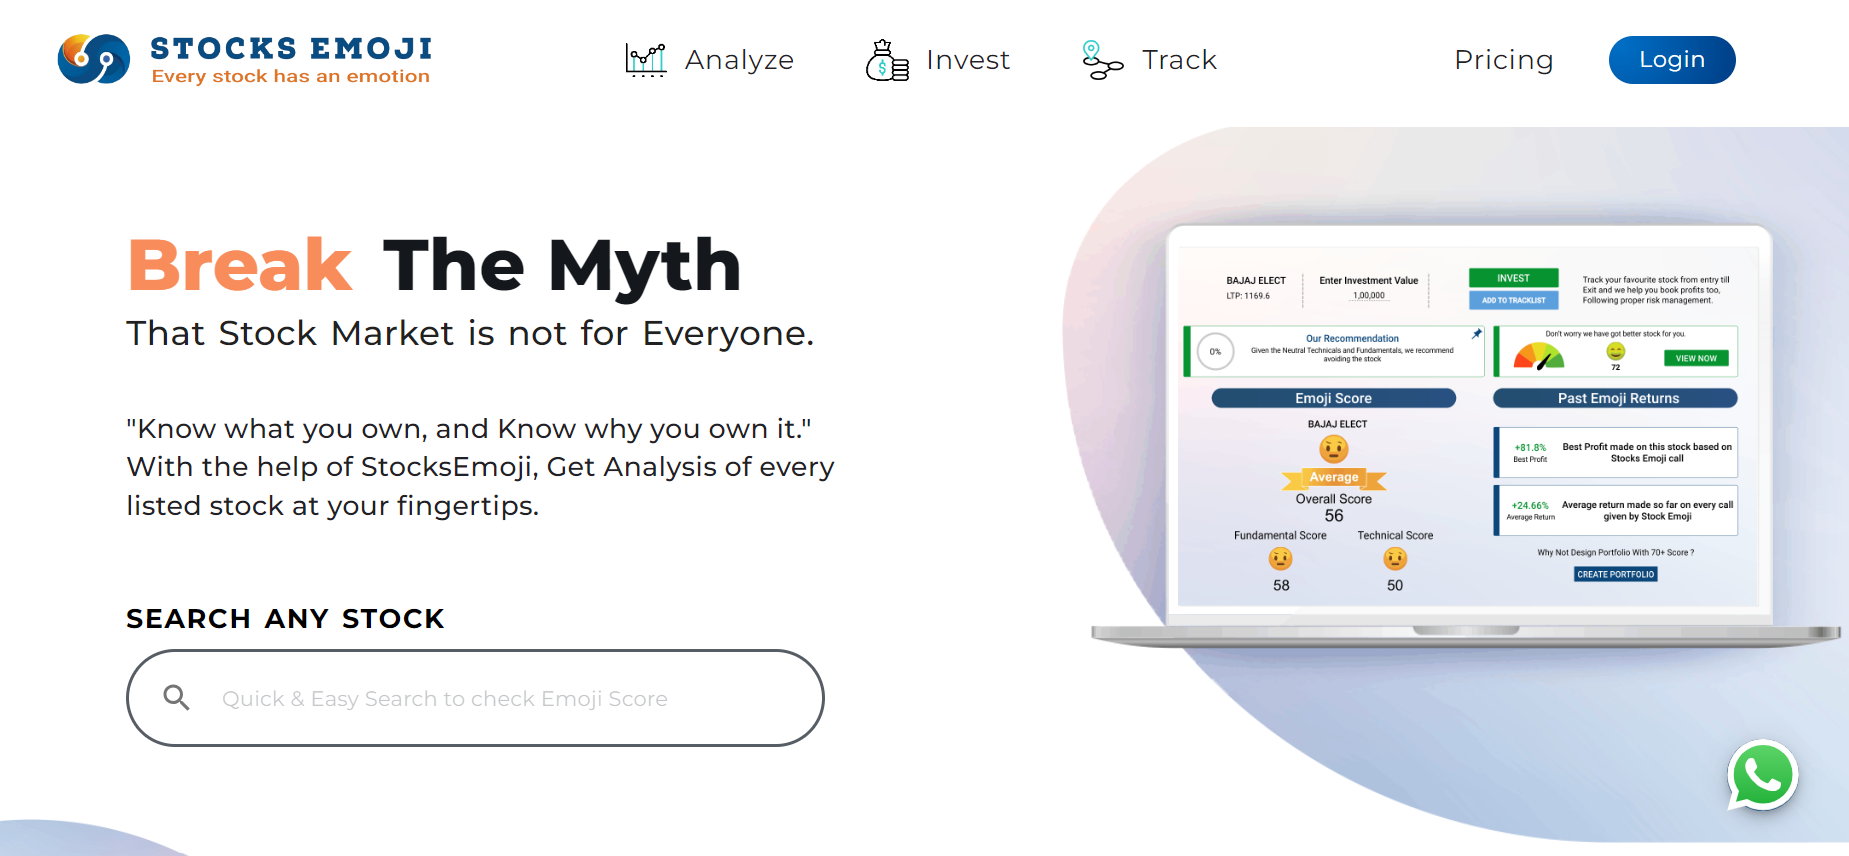 STOCKS EMOJI
Every stock has an emotion
Analyze
Invest
Track
Pricing
Login
Break The Myth
That Stock Market is not for Everyone.
"Know what you own, and Know why you own it."
With the help of StocksEmoji, Get Analysis of every
listed stock at your fingertips.
SEARCH ANY STOCK
Quick & Easy Search to check Emoji Score
BAJAJ ELECT
LTP: 1169.6
Enter Investment Value
1,00,000
INVEST
ADD TO TRACKLIST
Track your favourite stock from entry till
Exit and we help you book profits too,
Following proper risk management.
0%
Our Recommendation
Given the Neutral Technicals and Fundamentals, we recommend
avoiding the stock
Don't worry we have got better stock for you.
72
VIEW NOW
Emoji Score
BAJAJ ELECT
Average
Overall Score
56
Fundamental Score
58
Technical Score
50
Past Emoji Returns
+81.8%
Best Profit
Best Profit made on this stock based on
Stocks Emoji call
+24.66%
Average Return
Average return made so far on every call
given by Stock Emoji
Why Not Design Portfolio With 70+ Score ?
CREATE PORTFOLIO